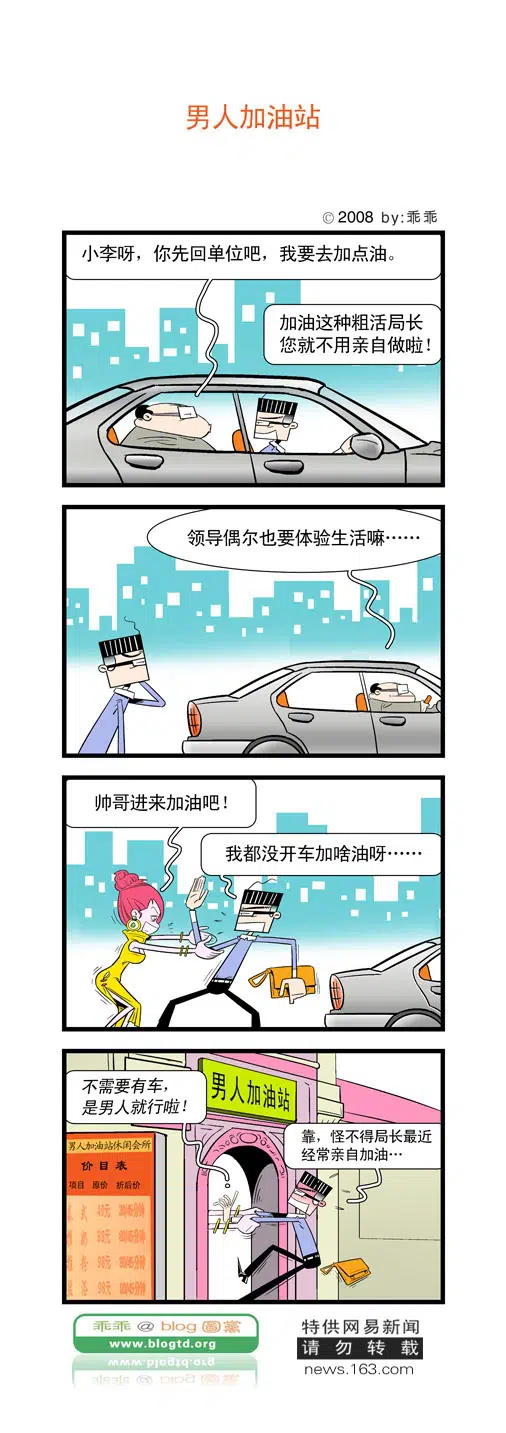 男人加油站
© 2008 by:乖乖
小李呀，你先回单位吧，我要去加点油。
加油这种粗活局长
您就不用亲自做啦！
领导偶尔也要体验生活嘛……
帅哥进来加油吧！
我都没开车加啥油呀……
不需要有车，
是男人就行啦！
男人加油站
靠，怪不得局长最近
经常亲自加油…
男人加油站休闲会所
价目表
项目 原价 折后价
乖乖@blog圖黨
www.blogtd.org
特供网易新闻
请勿转载
news.163.com